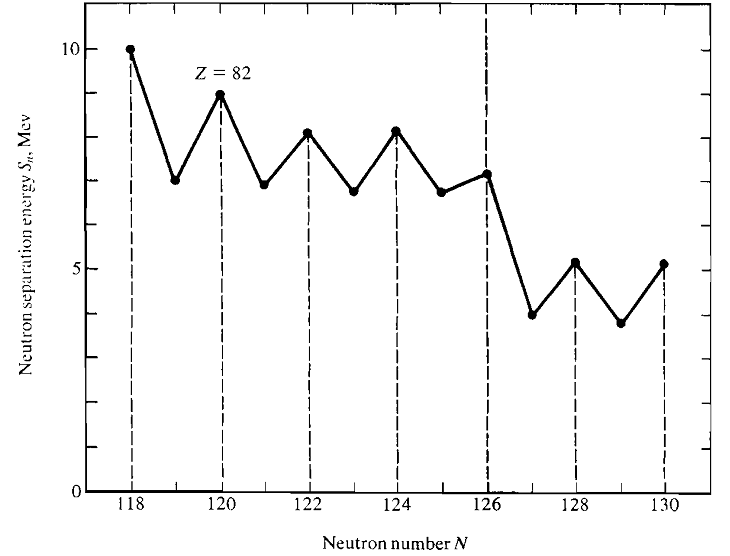 10
Z = 82
Neutron separation energy Sn, Mev
5
0
118 120 122 124 126 128 130
Neutron number N